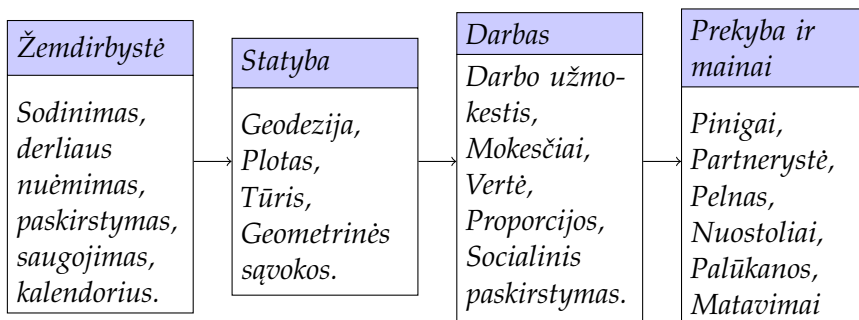 Žemdirbystė
Sodinimas,
derliaus
nuėmimas,
paskirstymas,
saugojimas,
kalendorius.
Statyba
Geodezija,
Plotas,
Tūris,
Geometrinės
sąvokos.
Darbas
Darbo užmo-
kestis,
Mokesčiai,
Vertė,
Proporcijos,
Socialinis
paskirstymas.
Prekyba ir
mainai
Pinigai,
Partnerystė,
Pelnas,
Nuostoliai,
Palūkanos,
Matavimai